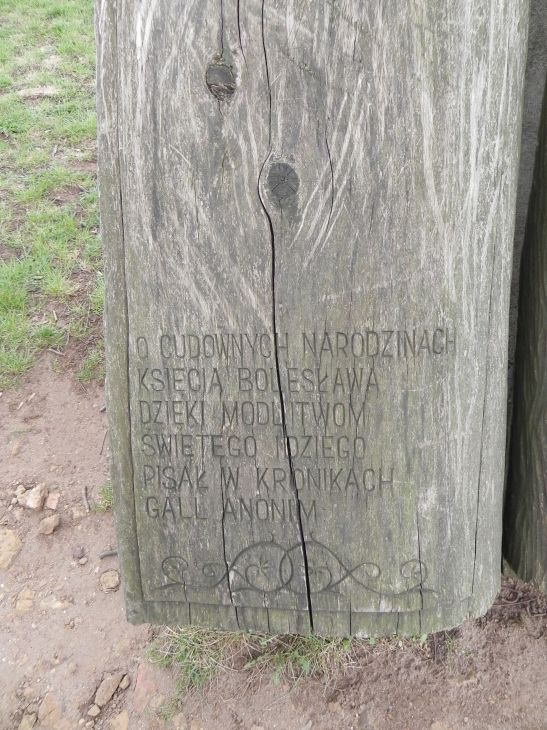 O CUDOWNYCH NARODZINACH
KSIĘCIA BOLESŁAWA
DZIĘKI MODLITWOM
ŚWIĘTEGO IDZIEGO
PISAŁ W KRONIKACH
GALL ANONIM